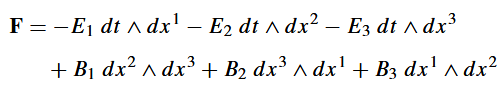 F = −E₁ dt ∧ dx¹ − E₂ dt ∧ dx² − E₃ dt ∧ dx³
+ B₁ dx² ∧ dx³ + B₂ dx³ ∧ dx¹ + B₃ dx¹ ∧ dx²